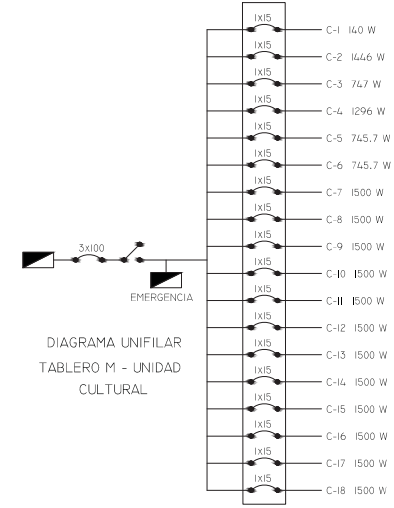 1X15 C-1 140 W
1X15 C-2 1446 W
1X15 C-3 747 W
1X15 C-4 1296 W
1X15 C-5 745.7 W
1X15 C-6 745.7 W
1X15 C-7 1500 W
1X15 C-8 1500 W
1X15 C-9 1500 W
1X15 C-10 1500 W
1X15 C-11 1500 W
1X15 C-12 1500 W
1X15 C-13 1500 W
1X15 C-14 1500 W
1X15 C-15 1500 W
1X15 C-16 1500 W
1X15 C-17 1500 W
1X15 C-18 1500 W
3X100
EMERGENCIA
DIAGRAMA UNIFILAR
TABLERO M - UNIDAD
CULTURAL